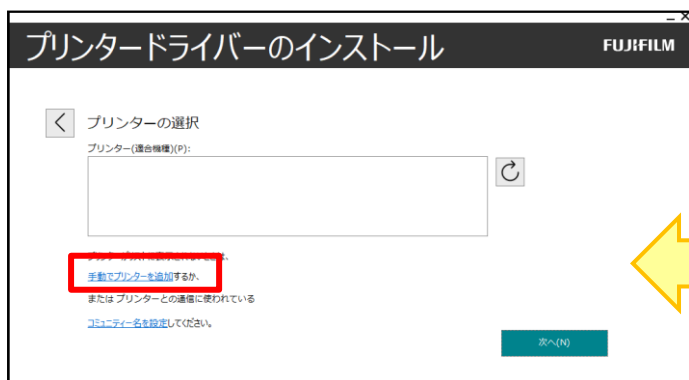 プリンタードライバーのインストール
FUJIFILM
プリンターの選択
プリンター(適合機種)(P):
手動でプリンターを追加するか、
または プリンターとの通信に使われている
コミュニティー名を設定してください。
次へ(N)